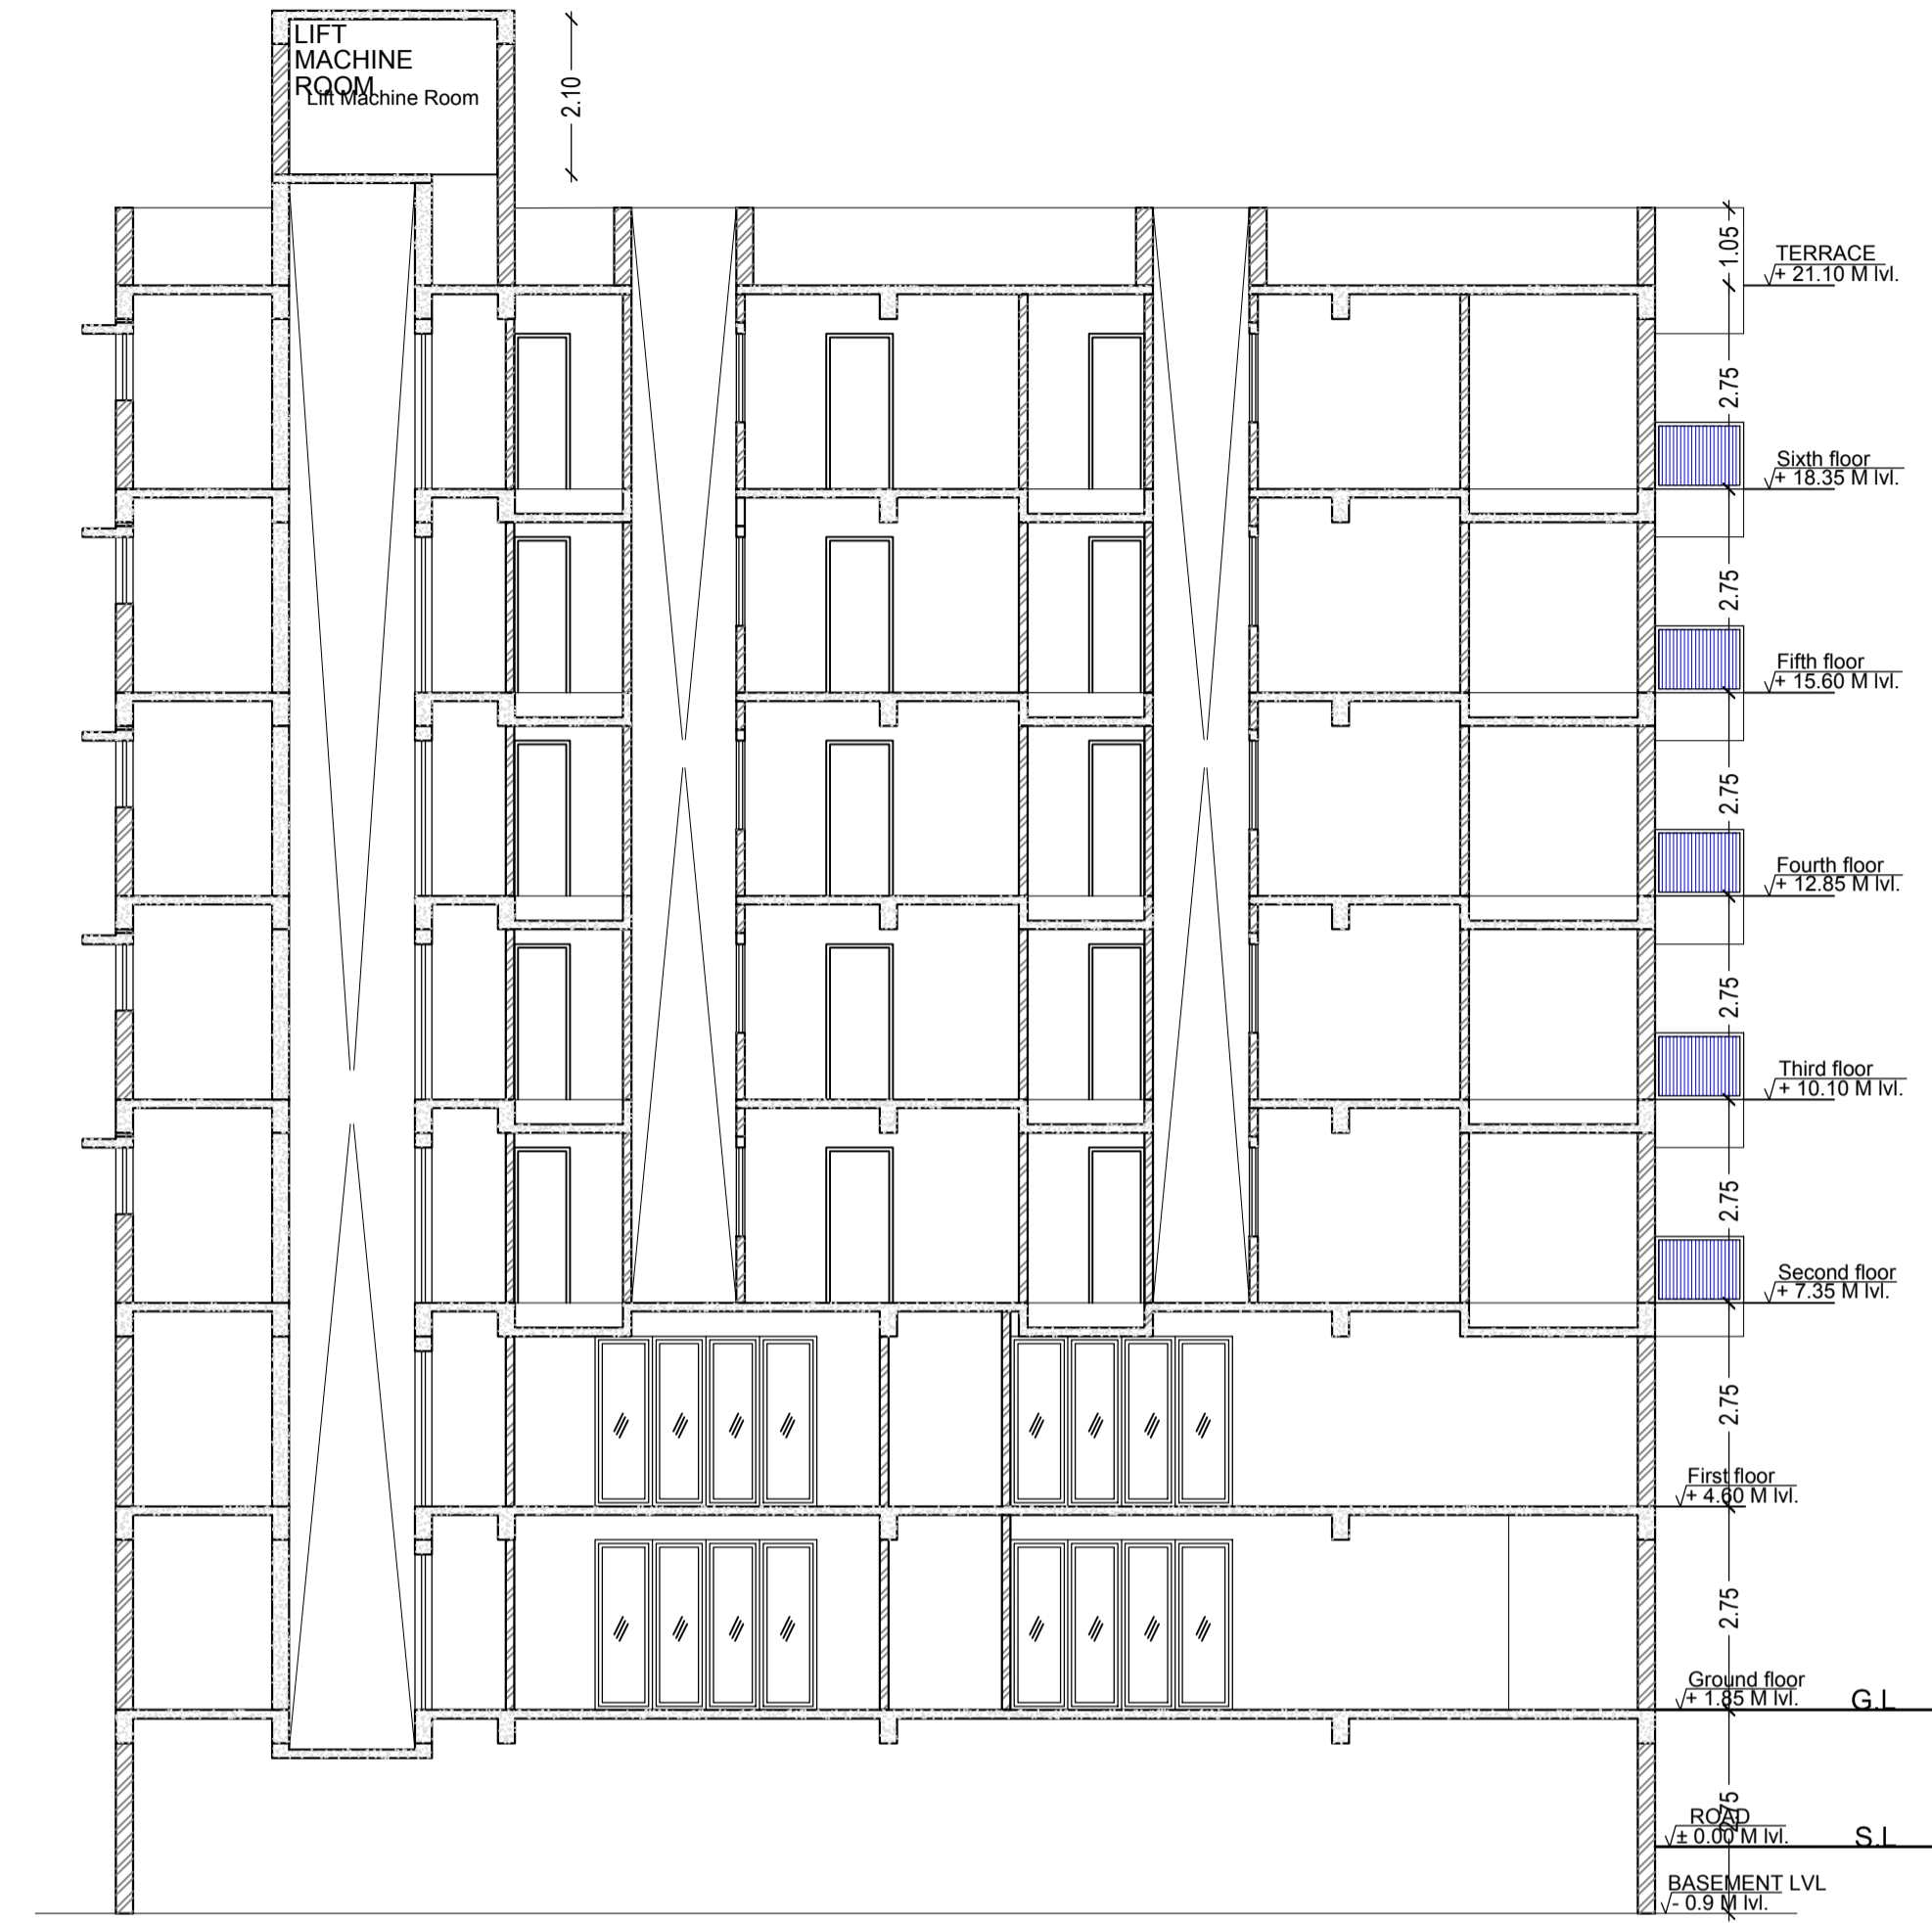 LIFT
MACHINE
ROOM
Lift Machine Room
2.10
1.05
TERRACE
+ 21.10 M lvl.
2.75
Sixth floor
+ 18.35 M lvl.
2.75
Fifth floor
+ 15.60 M lvl.
2.75
Fourth floor
+ 12.85 M lvl.
2.75
Third floor
+ 10.10 M lvl.
2.75
Second floor
+ 7.35 M lvl.
2.75
First floor
+ 4.60 M lvl.
2.75
Ground floor
+ 1.85 M lvl.
G.L
2.75
ROAD
± 0.00 M lvl.
S.L
BASEMENT LVL
- 0.9 M lvl.